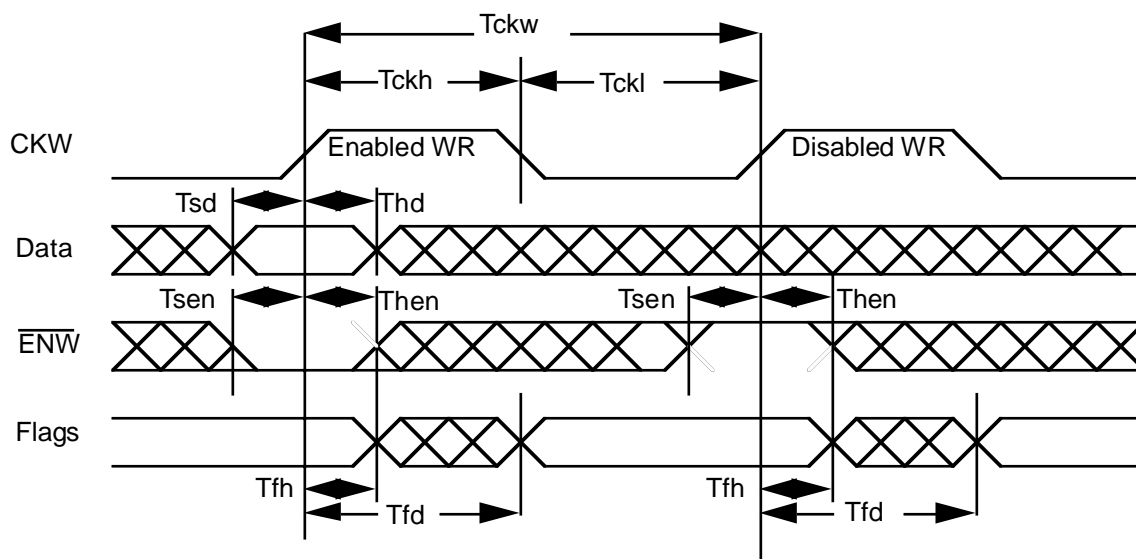 Tckw
Tckh Tckl
CKW Enabled WR Disabled WR
Tsd Thd
Data
Tsen Then Tsen Then
ENW
Flags
Tfh Tfd Tfh Tfd